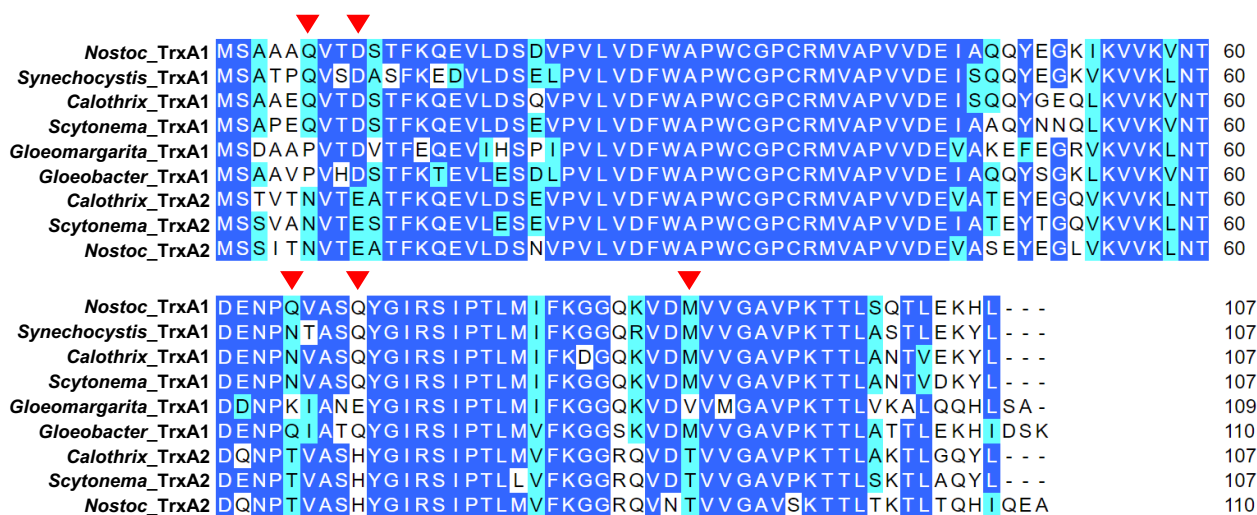 Nostoc_TrxA1 MSAAAQVTDSTFKQEVLDSDVPVLVDFWAPWCGPCRMVAPVVDEIAQQYEGKIKVVKVNT 60
Synechocystis_TrxA1 MSATPQVSDASFKEDVLDSELPVLVDFWAPWCGPCRMVAPVVDEISQQYEGKVKVVKLNT 60
Calothrix_TrxA1 MSAAEQVTDSTFKQEVLDSQVPVLVDFWAPWCGPCRMVAPVVDEISQQYGEQLKVVKVNT 60
Scytonema_TrxA1 MSAPEQVTDSTFKQEVLDSEVPVLVDFWAPWCGPCRMVAPVVDEIAAQYNNQLKVVKVNT 60
Gloeomargarita_TrxA1 MSDAAPVTDVTFEQEVIHSPIPVLVDFWAPWCGPCRMVAPVVDEVAKEFEGRVKVVKLNT 60
Gloeobacter_TrxA1 MSAAVPVHDSTFKTEVLESDLPVLVDFWAPWCGPCRMVAPVVDEIAQQYSGKLKVVKLNT 60
Calothrix_TrxA2 MSTVTNVTEATFKQEVLDSEVPVLVDFWAPWCGPCRMVAPVVDEVATEYEGQVKVVKLNT 60
Scytonema_TrxA2 MSSVANVTESTFKQEVLESEVPVLVDFWAPWCGPCRMVAPVVDEIATEYTGQVKVVKLNT 60
Nostoc_TrxA2 MSSITNVTEATFKQEVLDSNVPVLVDFWAPWCGPCRMVAPVVDEVASEYEGLVKVVKLNT 60
Nostoc_TrxA1 DENPQVASQYGIRSIPTLMIFKGGQKVDMVVGAVPKTTLSQTLEKHL--- 107
Synechocystis_TrxA1 DENPNTASQYGIRSIPTLMIFKGGQRVDMVVGAVPKTTLASTLEKYL--- 107
Calothrix_TrxA1 DENPNVASQYGIRSIPTLMIFKDGQKVDMVVGAVPKTTLANTVEKYL--- 107
Scytonema_TrxA1 DENPNVASQYGIRSIPTLMIFKGGQKVDMVVGAVPKTTLANTVDKYL--- 107
Gloeomargarita_TrxA1 DDNPKIANEYGIRSIPTLMIFKGGQKVDVVMGAVPKTTLVKALQQHLSA- 109
Gloeobacter_TrxA1 DENPQIATQYGIRSIPTLMVFKGGSKVDMVVGAVPKTTLATTLEKHIDSK 110
Calothrix_TrxA2 DQNPTVASHYGIRSIPTLMVFKGGRQVDTVVGAVPKTTLAKTLGQYL--- 107
Scytonema_TrxA2 DENPTVASHYGIRSIPTLLVFKGGRQVDTVVGAVPKTTLSKTLAQYL--- 107
Nostoc_TrxA2 DQNPTVASHYGIRSIPTLMVFKGGRQVNTVVGAVSKTTLTKTLTQHIQEA 110